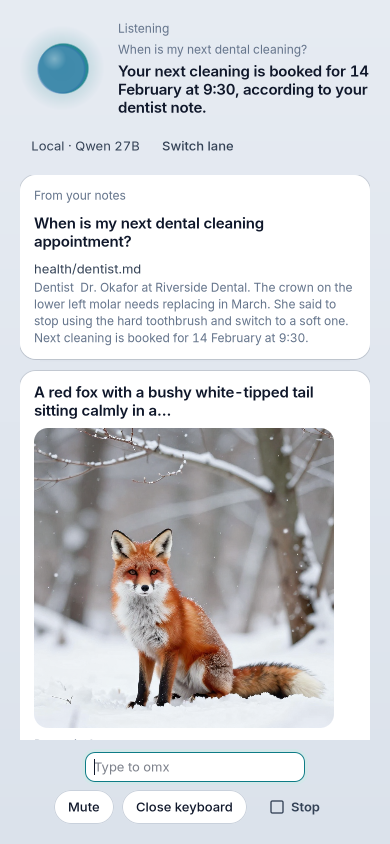 Listening
When is my next dental cleaning?
Your next cleaning is booked for 14
February at 9:30, according to your
dentist note.
Local · Qwen 27B
Switch lane
From your notes
When is my next dental cleaning
appointment?
health/dentist.md
Dentist Dr. Okafor at Riverside Dental. The crown on the
lower left molar needs replacing in March. She said to
stop using the hard toothbrush and switch to a soft one.
Next cleaning is booked for 14 February at 9:30.
A red fox with a bushy white-tipped tail
sitting calmly in a…
Type to omx
Mute
Close keyboard
Stop